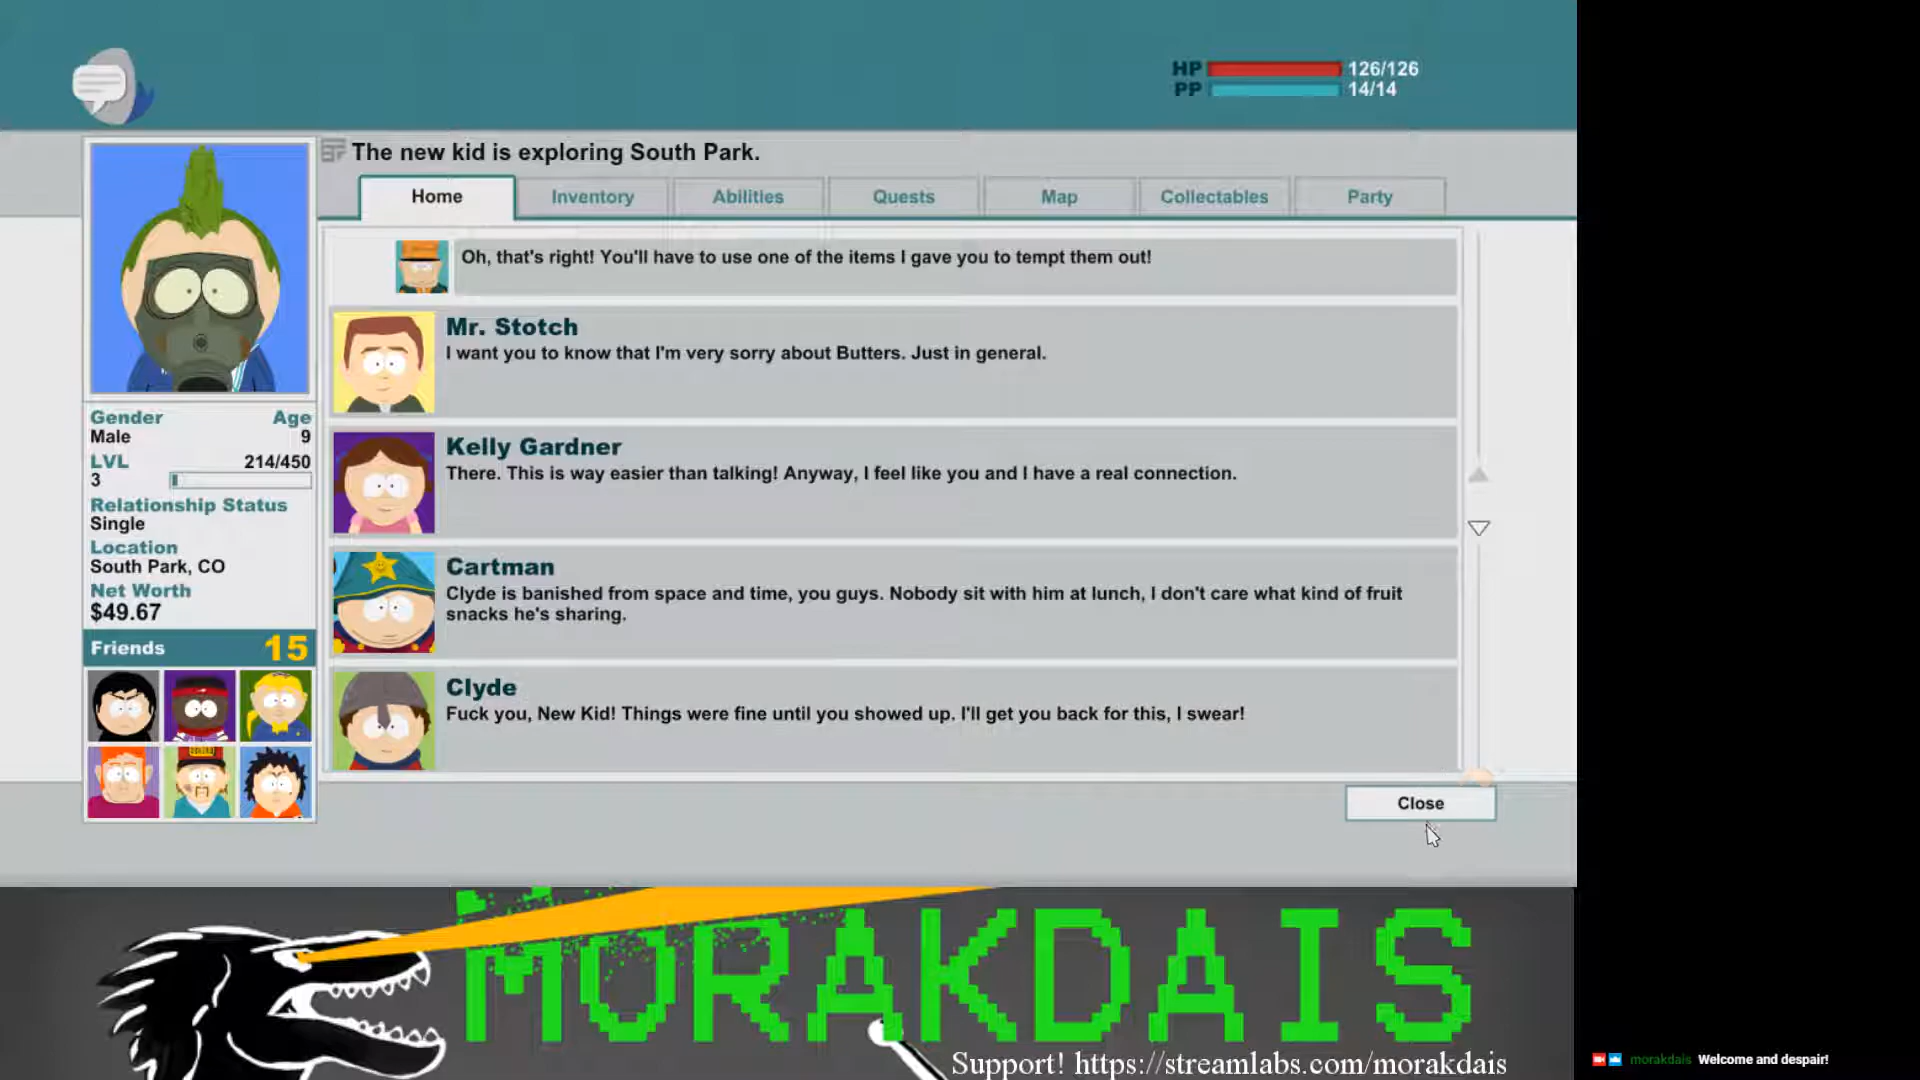 HP 126/126
PP 14/14
The new kid is exploring South Park.
Home Inventory Abilities Quests Map Collectables Party
Oh, that's right! You'll have to use one of the items I gave you to tempt them out!
Mr. Stotch
I want you to know that I'm very sorry about Butters. Just in general.
Kelly Gardner
There. This is way easier than talking! Anyway, I feel like you and I have a real connection.
Cartman
Clyde is banished from space and time, you guys. Nobody sit with him at lunch, I don't care what kind of fruit
snacks he's sharing.
Clyde
Fuck you, New Kid! Things were fine until you showed up. I'll get you back for this, I swear!
Gender Age
Male 9
LVL 214/450
3
Relationship Status
Single
Location
South Park, CO
Net Worth
$49.67
Friends 15
Close
MORAKDAIS
Support! https://streamlabs.com/morakdais
morakdais Welcome and despair!